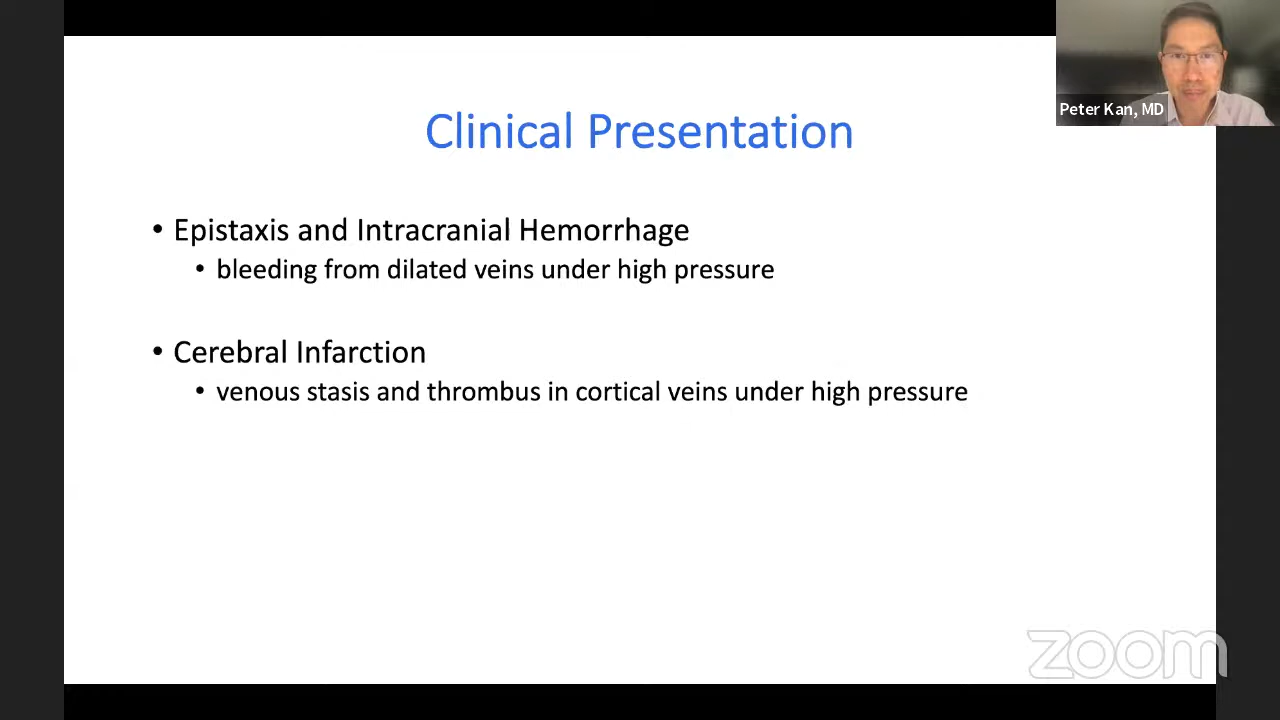 Peter Kan, MD
Clinical Presentation
• Epistaxis and Intracranial Hemorrhage
• bleeding from dilated veins under high pressure
• Cerebral Infarction
• venous stasis and thrombus in cortical veins under high pressure
zoom